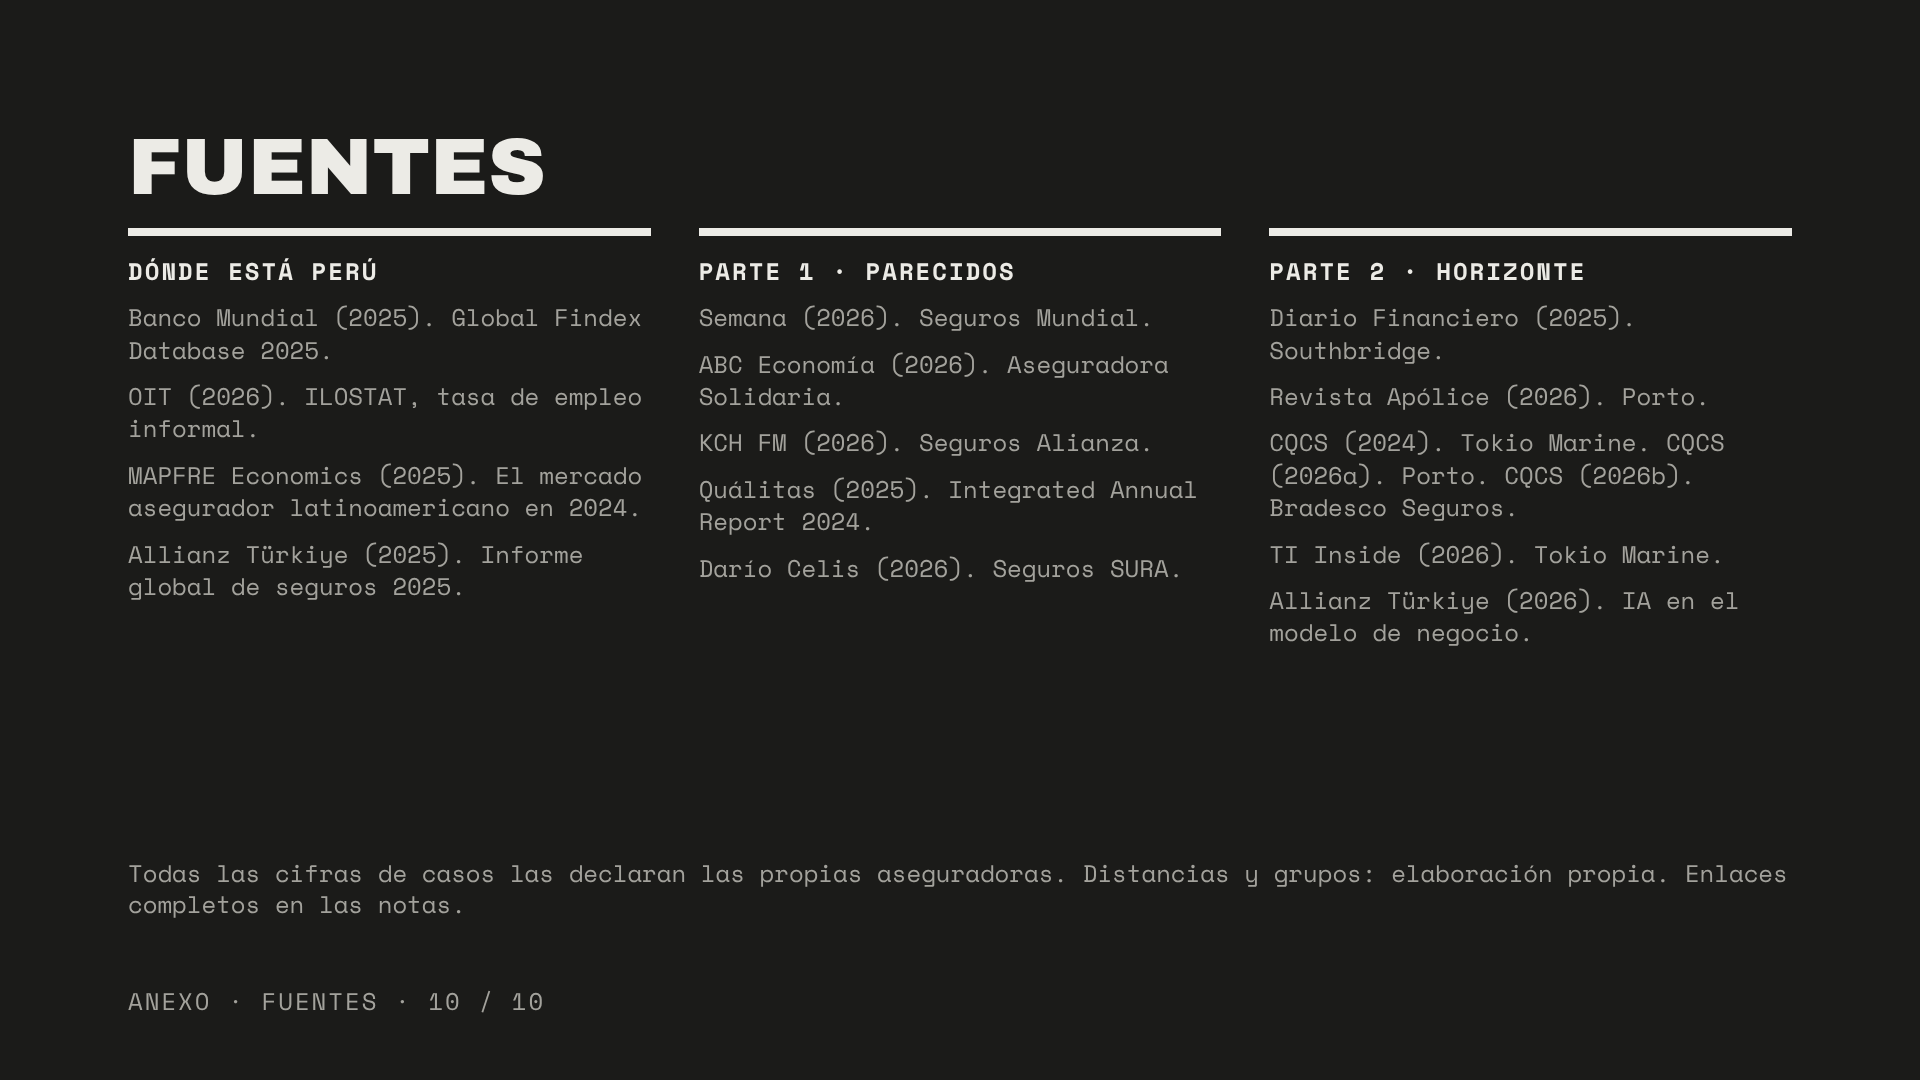 FUENTES
DÓNDE ESTÁ PERÚ
Banco Mundial (2025). Global Findex
Database 2025.
OIT (2026). ILOSTAT, tasa de empleo
informal.
MAPFRE Economics (2025). El mercado
asegurador latinoamericano en 2024.
Allianz Türkiye (2025). Informe
global de seguros 2025.
PARTE 1 · PARECIDOS
Semana (2026). Seguros Mundial.
ABC Economía (2026). Aseguradora
Solidaria.
KCH FM (2026). Seguros Alianza.
Quálitas (2025). Integrated Annual
Report 2024.
Darío Celis (2026). Seguros SURA.
PARTE 2 · HORIZONTE
Diario Financiero (2025).
Southbridge.
Revista Apólice (2026). Porto.
CQCS (2024). Tokio Marine. CQCS
(2026a). Porto. CQCS (2026b).
Bradesco Seguros.
TI Inside (2026). Tokio Marine.
Allianz Türkiye (2026). IA en el
modelo de negocio.
Todas las cifras de casos las declaran las propias aseguradoras. Distancias y grupos: elaboración propia. Enlaces
completos en las notas.
ANEXO · FUENTES · 10 / 10